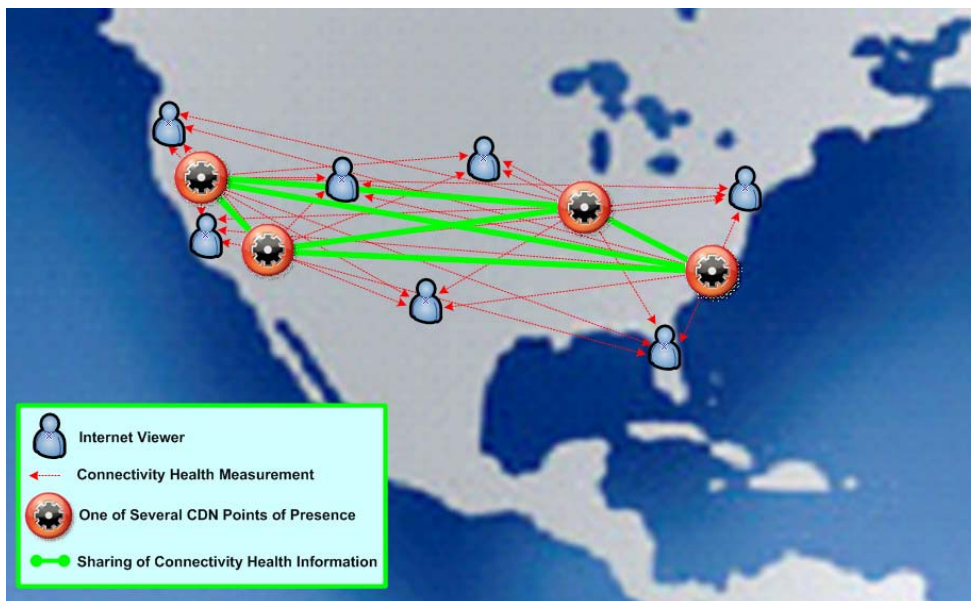 Internet Viewer
Connectivity Health Measurement
One of Several CDN Points of Presence
Sharing of Connectivity Health Information